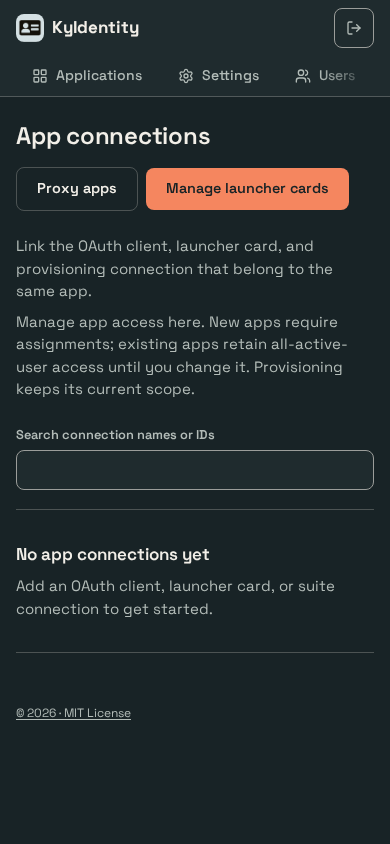 Kyldentity
Applications
Settings
Users
App connections
Proxy apps
Manage launcher cards
Link the OAuth client, launcher card, and
provisioning connection that belong to the
same app.
Manage app access here. New apps require
assignments; existing apps retain all-active-
user access until you change it. Provisioning
keeps its current scope.
Search connection names or IDs
No app connections yet
Add an OAuth client, launcher card, or suite
connection to get started.
© 2026 · MIT License